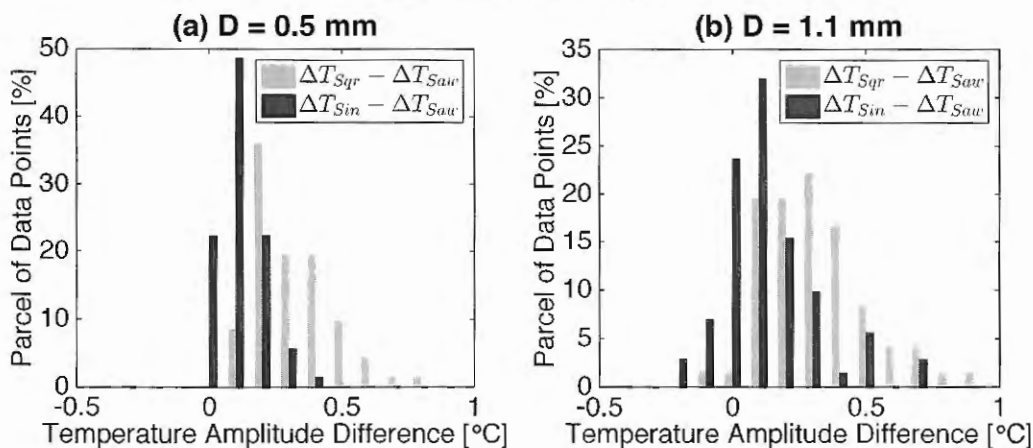 (a) D = 0.5 mm
Parcel of Data Points [%]
50
40
30
20
10
0
-0.5
0
0.5
1
ΔT_Sqr − ΔT_Saw
ΔT_Sin − ΔT_Saw
Temperature Amplitude Difference [°C]
(b) D = 1.1 mm
Parcel of Data Points [%]
35
30
25
20
15
10
5
0
-0.5
0
0.5
1
ΔT_Sqr − ΔT_Saw
ΔT_Sin − ΔT_Saw
Temperature Amplitude Difference [°C]